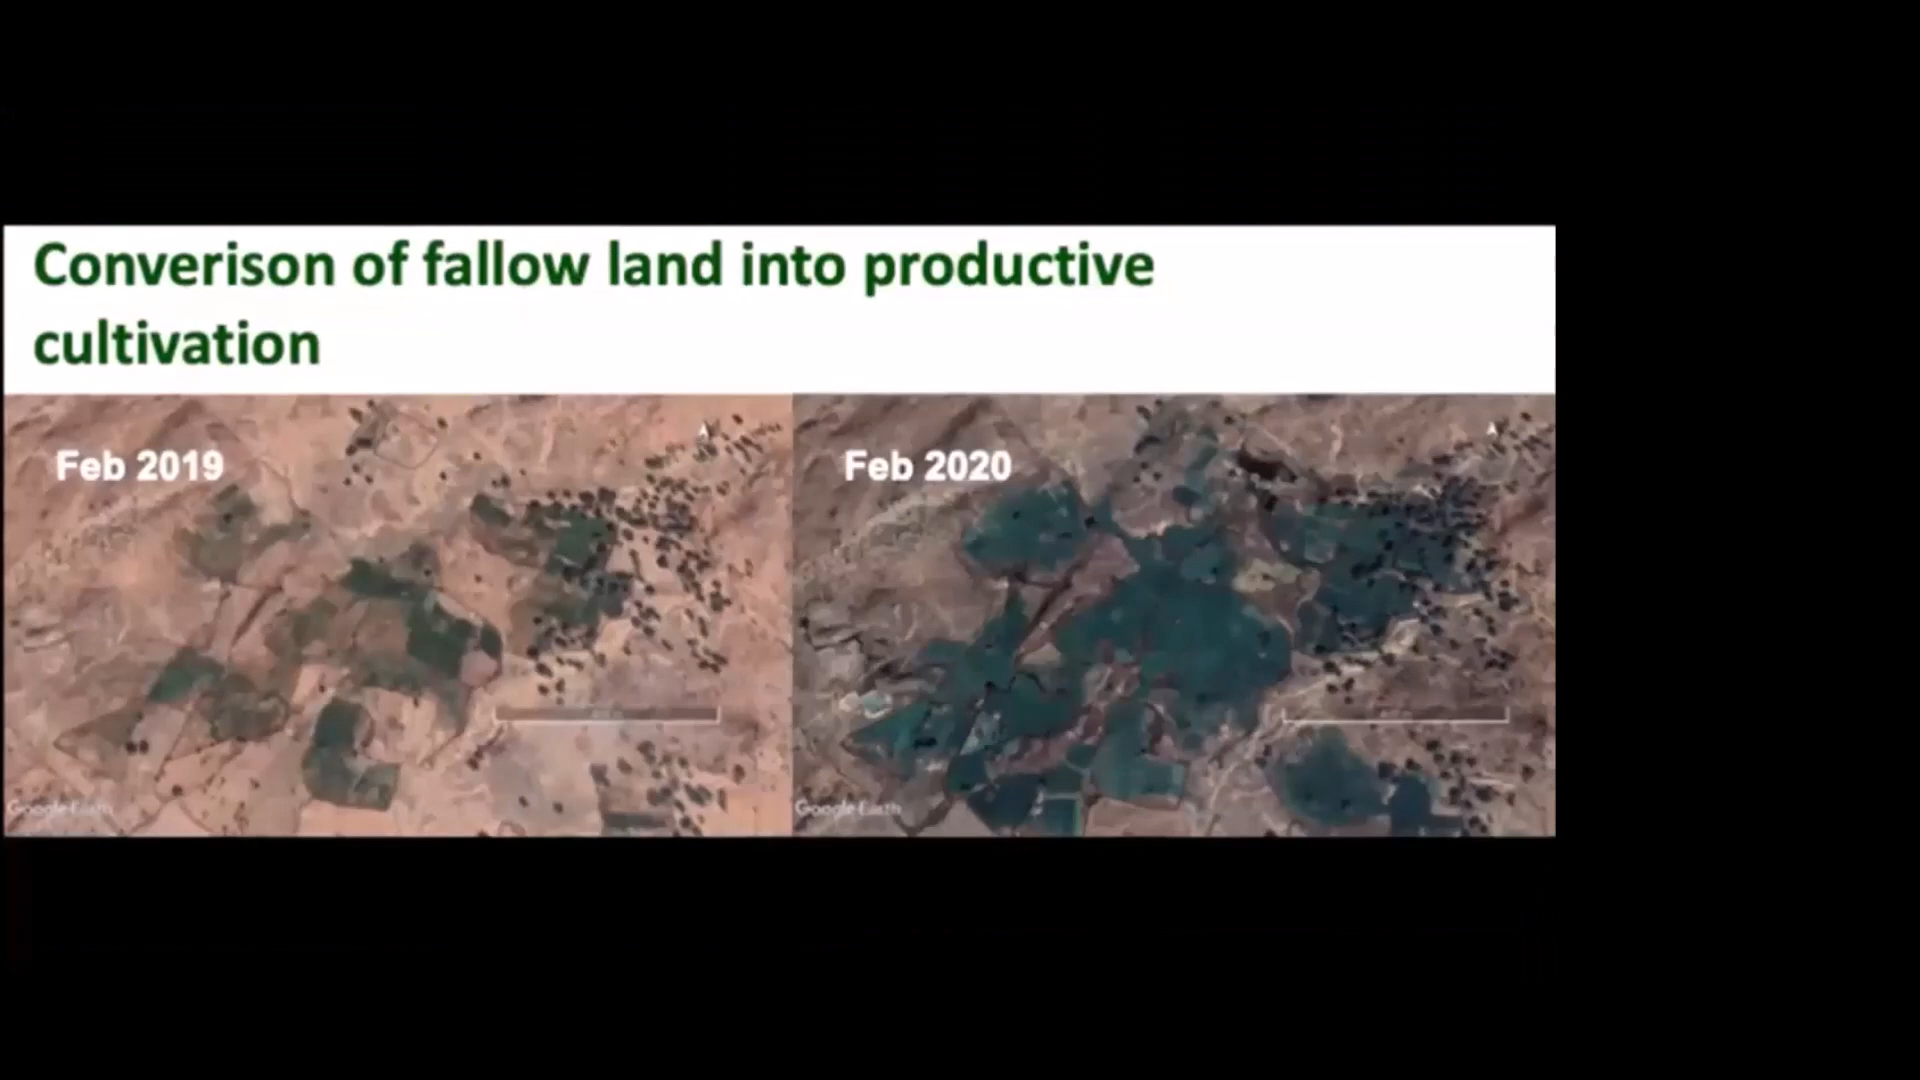 Converison of fallow land into productive
cultivation
Feb 2019
Feb 2020
Google Earth
Google Earth